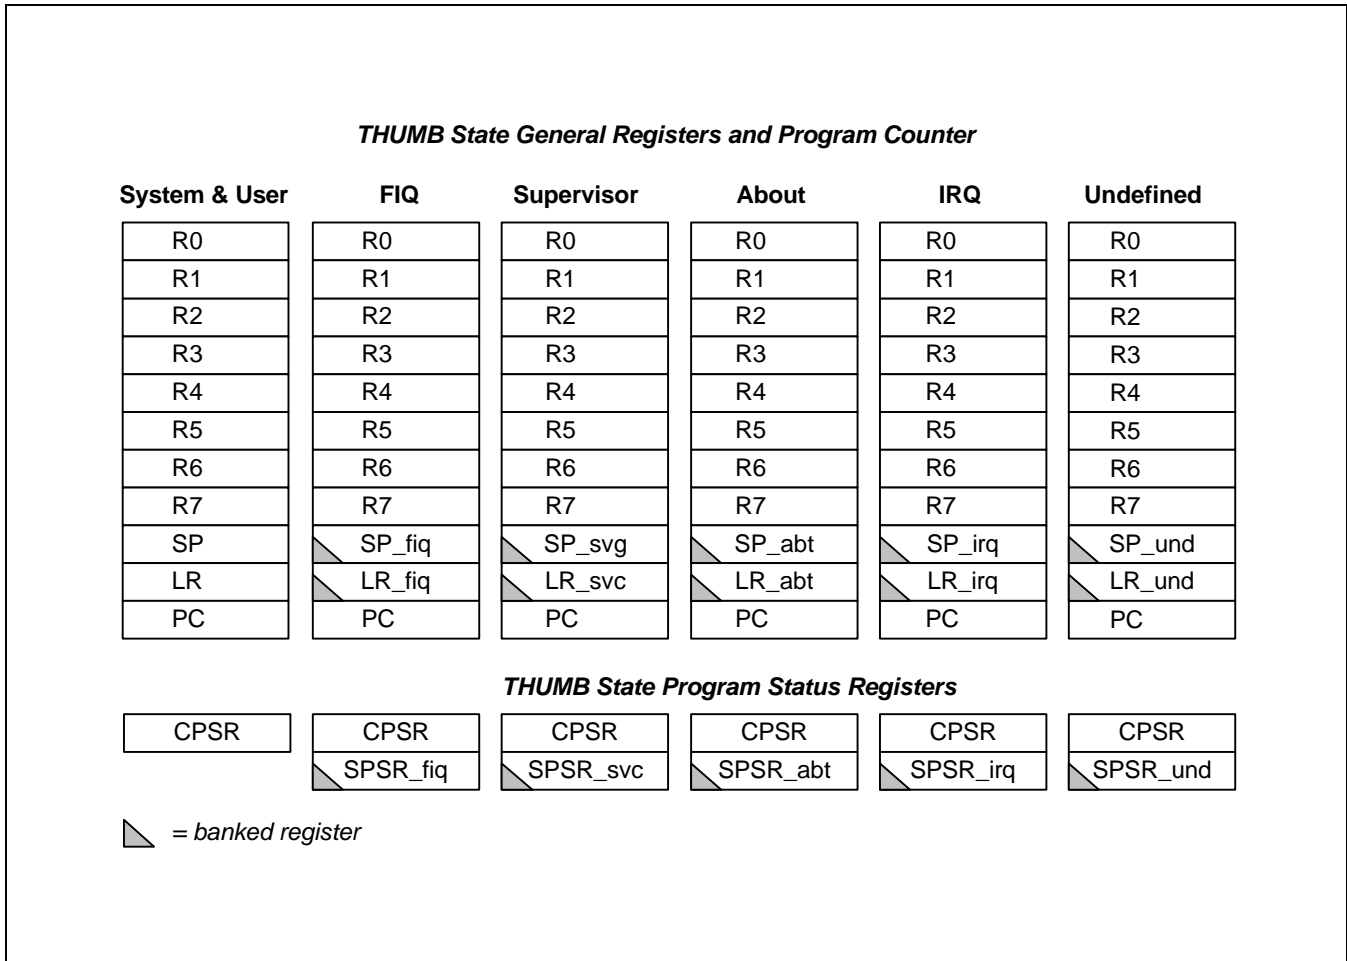 THUMB State General Registers and Program Counter
System & User FIQ Supervisor About IRQ Undefined
R0 R0 R0 R0 R0 R0
R1 R1 R1 R1 R1 R1
R2 R2 R2 R2 R2 R2
R3 R3 R3 R3 R3 R3
R4 R4 R4 R4 R4 R4
R5 R5 R5 R5 R5 R5
R6 R6 R6 R6 R6 R6
R7 R7 R7 R7 R7 R7
SP SP_fiq SP_svg SP_abt SP_irq SP_und
LR LR_fiq LR_svc LR_abt LR_irq LR_und
PC PC PC PC PC PC
THUMB State Program Status Registers
CPSR CPSR CPSR CPSR CPSR CPSR
SPSR_fiq SPSR_svc SPSR_abt SPSR_irq SPSR_und
= banked register